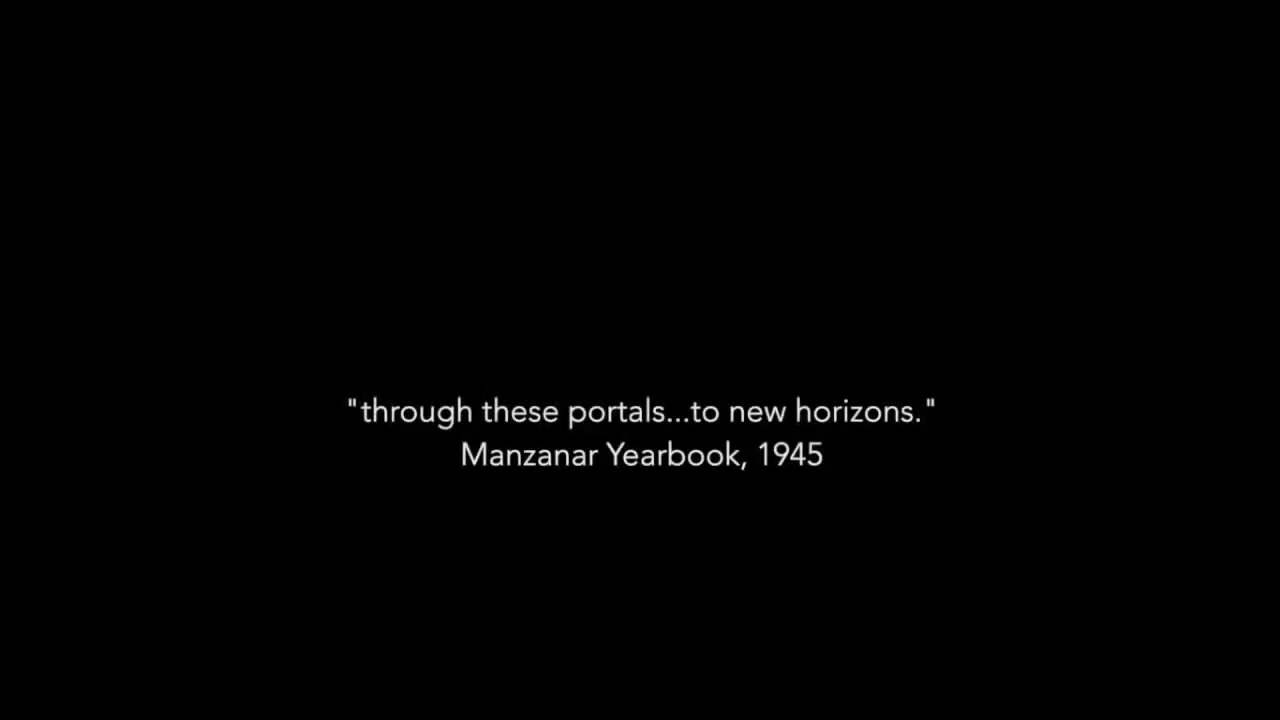 "through these portals...to new horizons."
Manzanar Yearbook, 1945